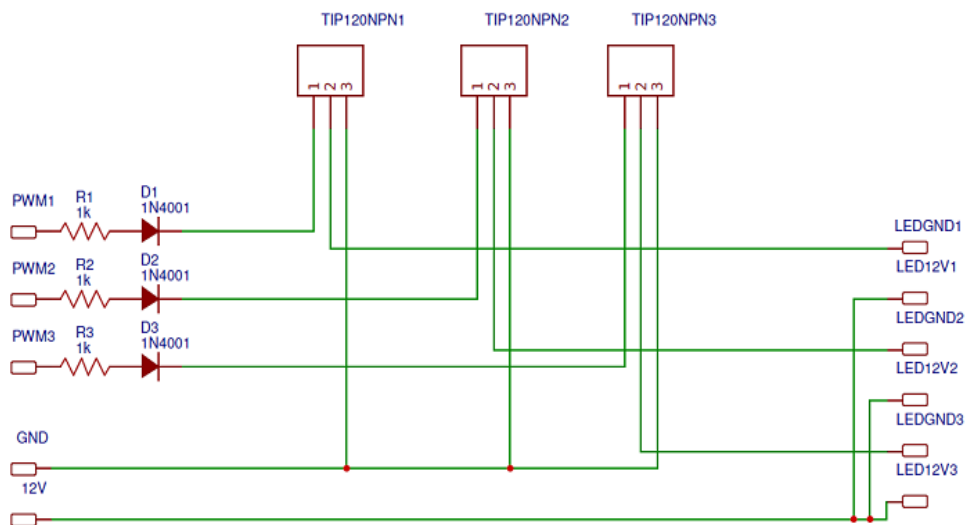 TIP120NPN1
TIP120NPN2
TIP120NPN3
1 2 3
1 2 3
1 2 3
PWM1
R1
1k
D1
1N4001
PWM2
R2
1k
D2
1N4001
PWM3
R3
1k
D3
1N4001
GND
12V
LEDGND1
LED12V1
LEDGND2
LED12V2
LEDGND3
LED12V3